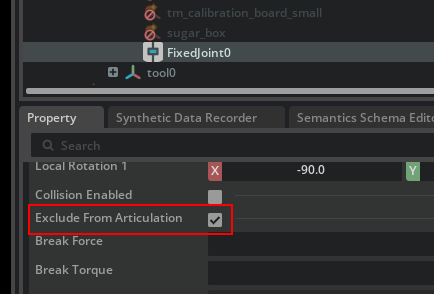 tm_calibration_board_small
sugar_box
FixedJoint0
tool0
Property
Synthetic Data Recorder
Semantics Schema Edito
Search
Local Rotation 1 X -90.0 Y
Collision Enabled
Exclude From Articulation
Break Force
Break Torque